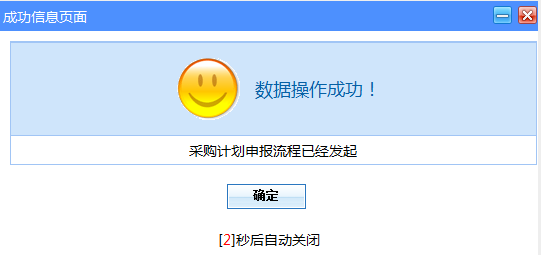 成功信息页面
数据操作成功！
采购计划申报流程已经发起
确定
[2]秒后自动关闭